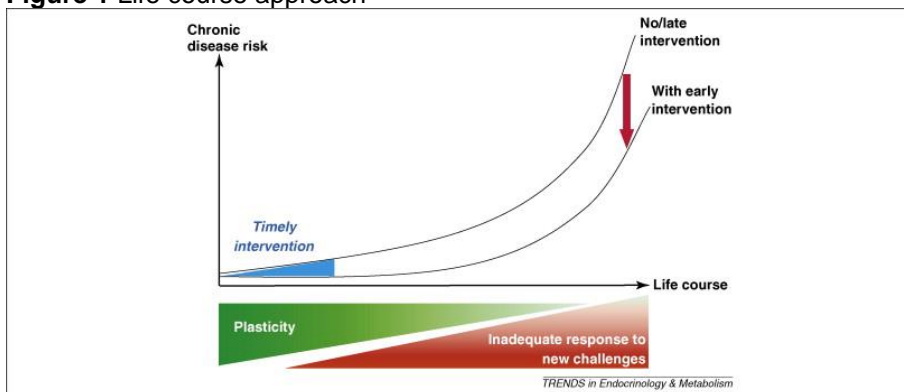 Figure 1 Life course approach
Chronic
disease risk
No/late
intervention
With early
intervention
Timely
intervention
Life course
Plasticity
Inadequate response to
new challenges
TRENDS in Endocrinology & Metabolism